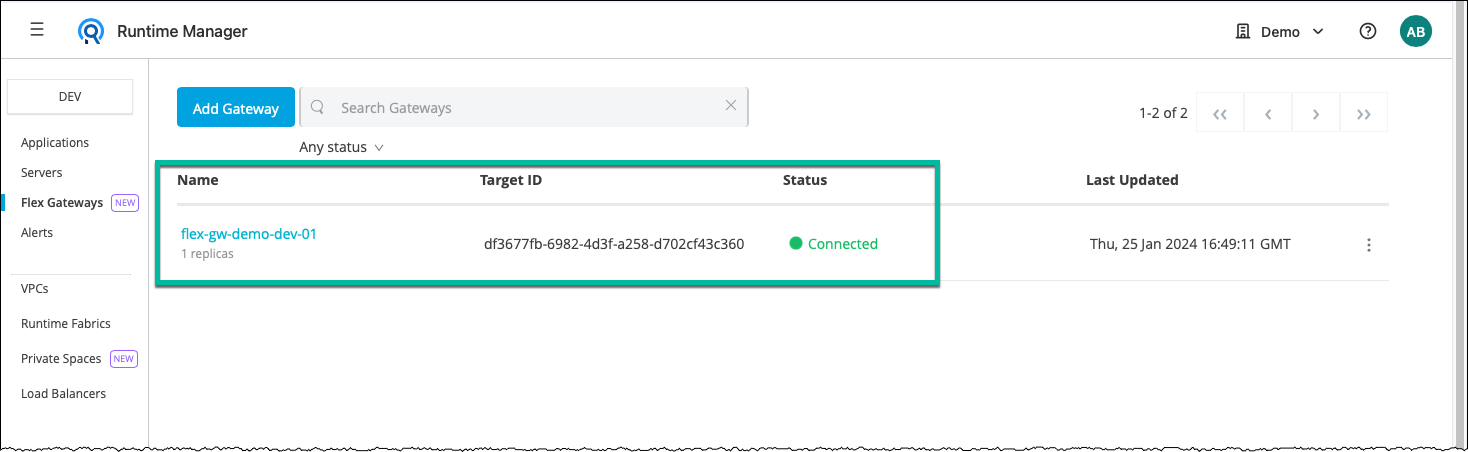 Runtime Manager
Demo
AB
DEV
Applications
Servers
Flex Gateways NEW
Alerts
VPCs
Runtime Fabrics
Private Spaces NEW
Load Balancers
Add Gateway
Search Gateways
1-2 of 2
Any status
Name Target ID Status Last Updated
flex-gw-demo-dev-01 df3677fb-6982-4d3f-a258-d702cf43c360 Connected Thu, 25 Jan 2024 16:49:11 GMT
1 replicas